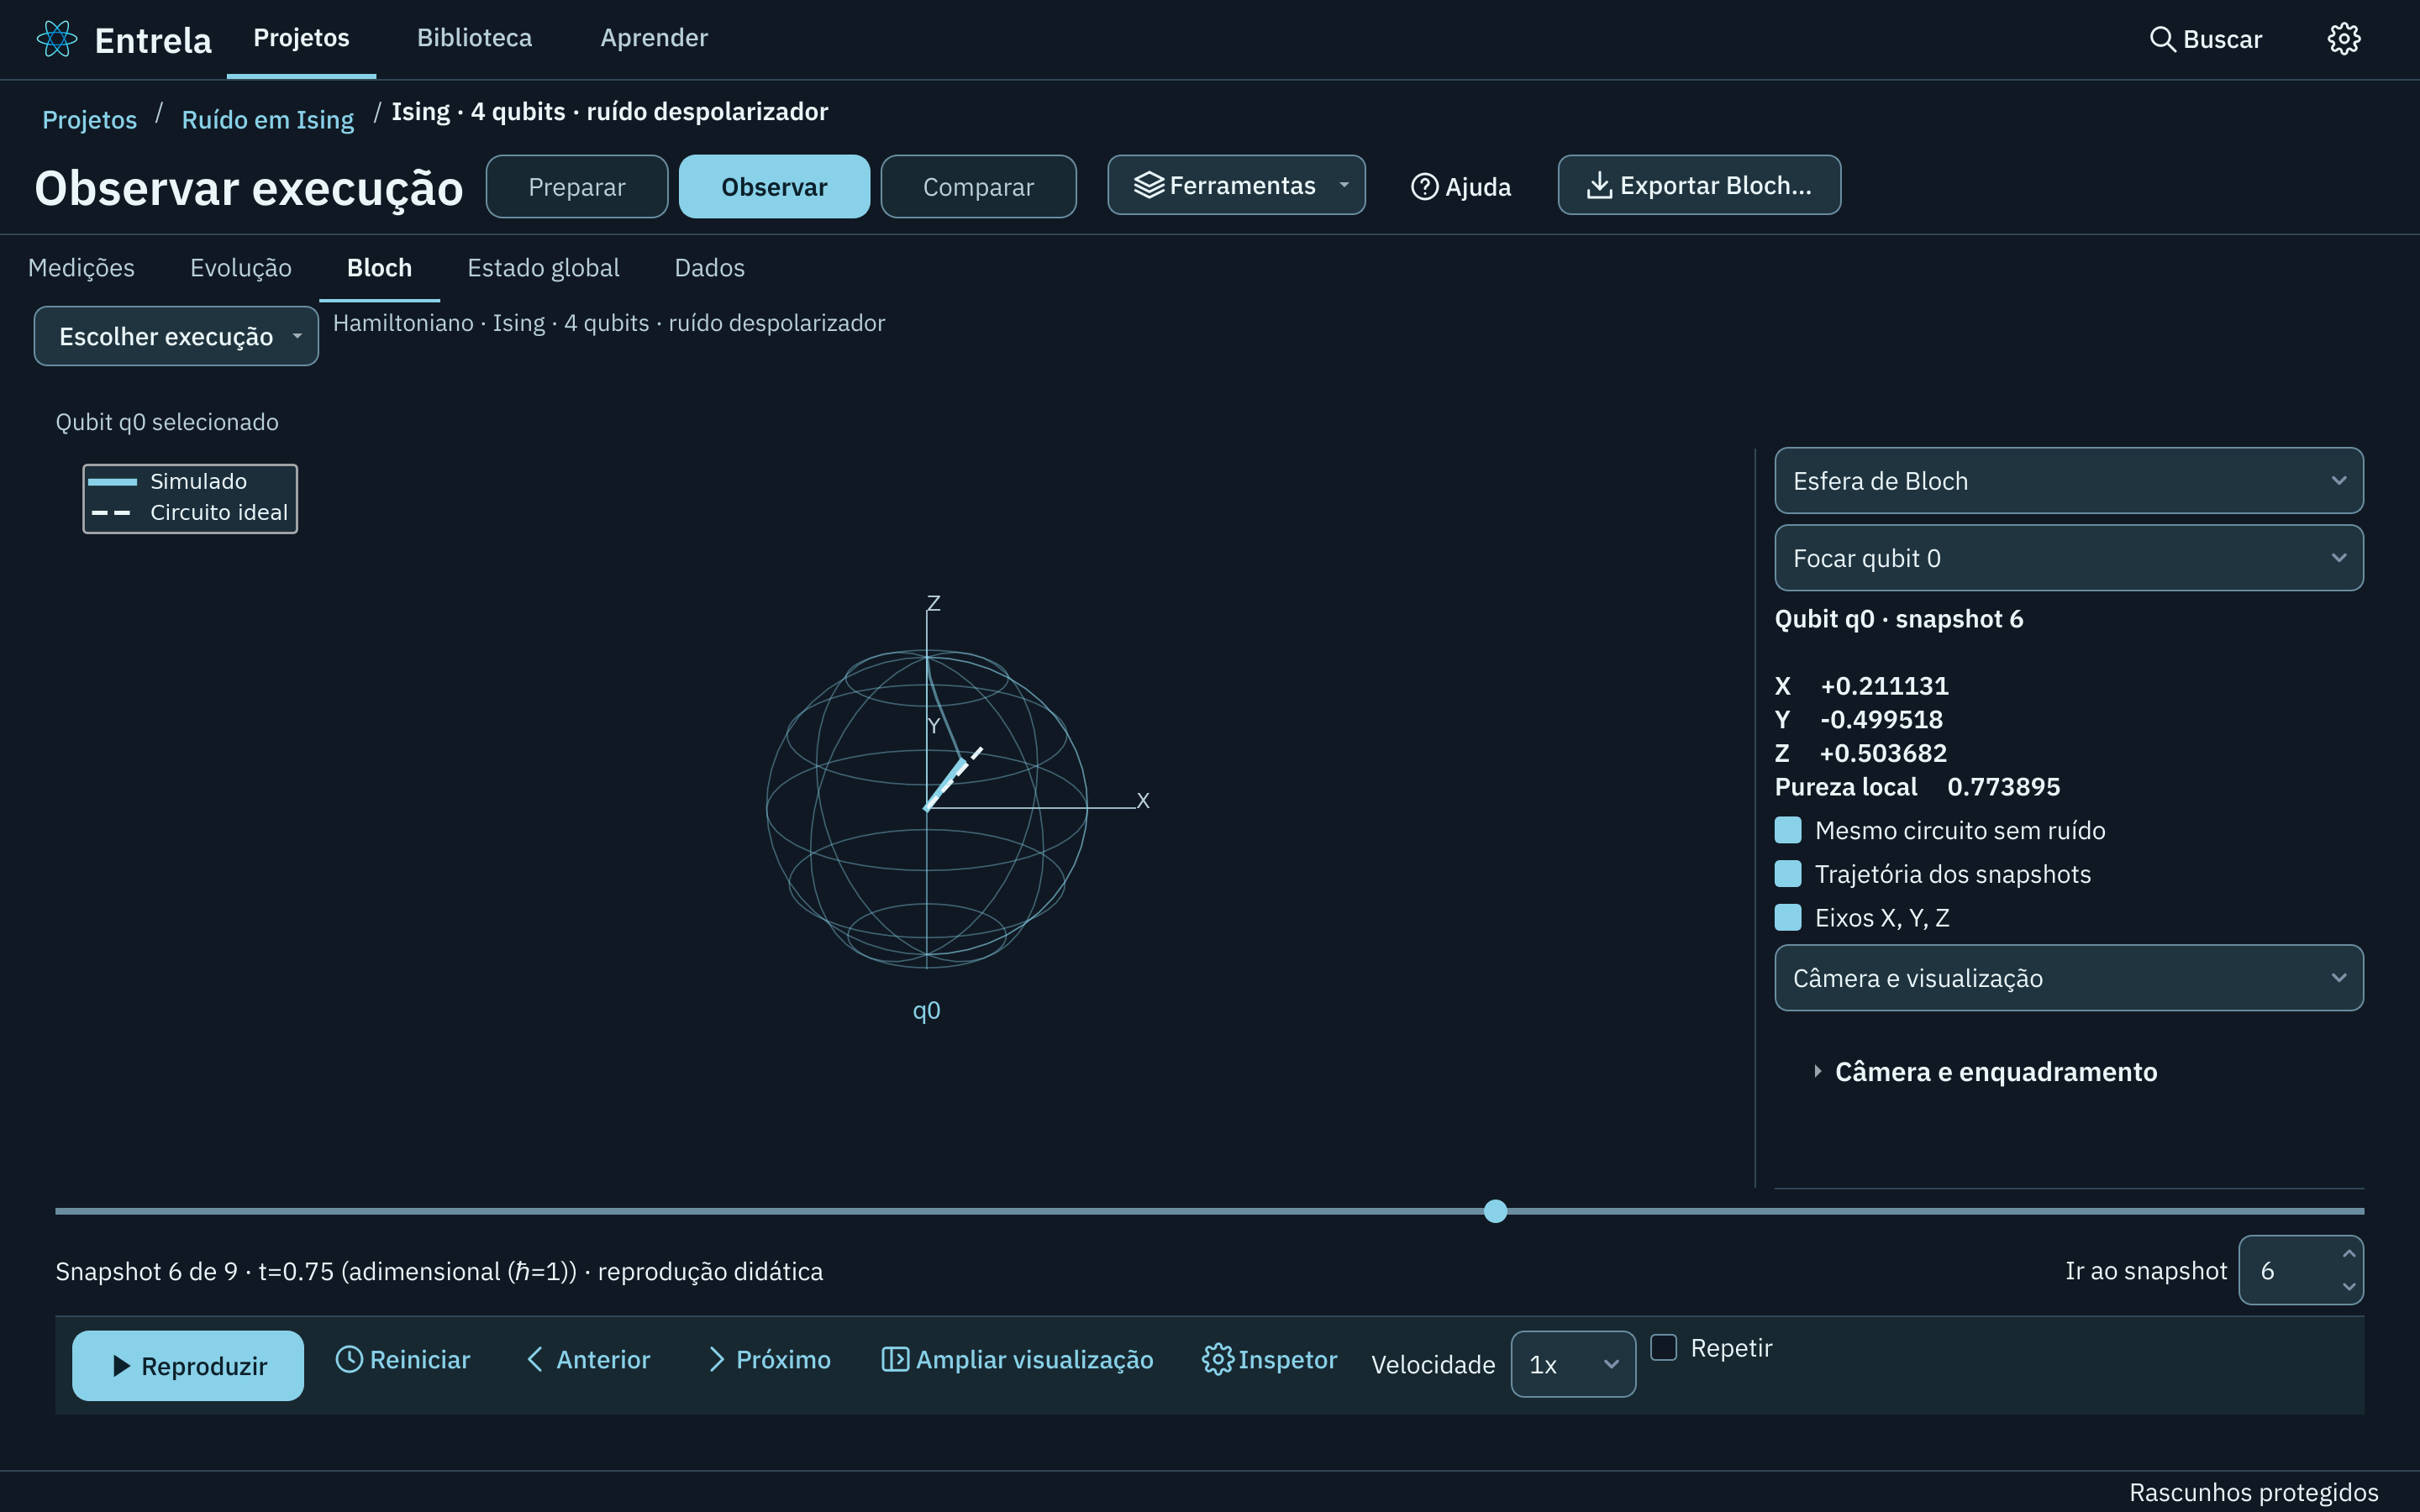 Entrela Projetos Biblioteca Aprender Buscar
Projetos / Ruído em Ising / Ising · 4 qubits · ruído despolarizador
Observar execução Preparar Observar Comparar Ferramentas Ajuda Exportar Bloch...
Medições Evolução Bloch Estado global Dados
Escolher execução Hamiltoniano · Ising · 4 qubits · ruído despolarizador
Qubit q0 selecionado
Simulado
Circuito ideal
Z
Y
X
q0
Esfera de Bloch
Focar qubit 0
Qubit q0 · snapshot 6
X +0.211131
Y -0.499518
Z +0.503682
Pureza local 0.773895
Mesmo circuito sem ruído
Trajetória dos snapshots
Eixos X, Y, Z
Câmera e visualização
Câmera e enquadramento
Snapshot 6 de 9 · t=0.75 (adimensional (ℏ=1)) · reprodução didática Ir ao snapshot 6
Reproduzir Reiniciar Anterior Próximo Ampliar visualização Inspetor Velocidade 1x Repetir
Rascunhos protegidos